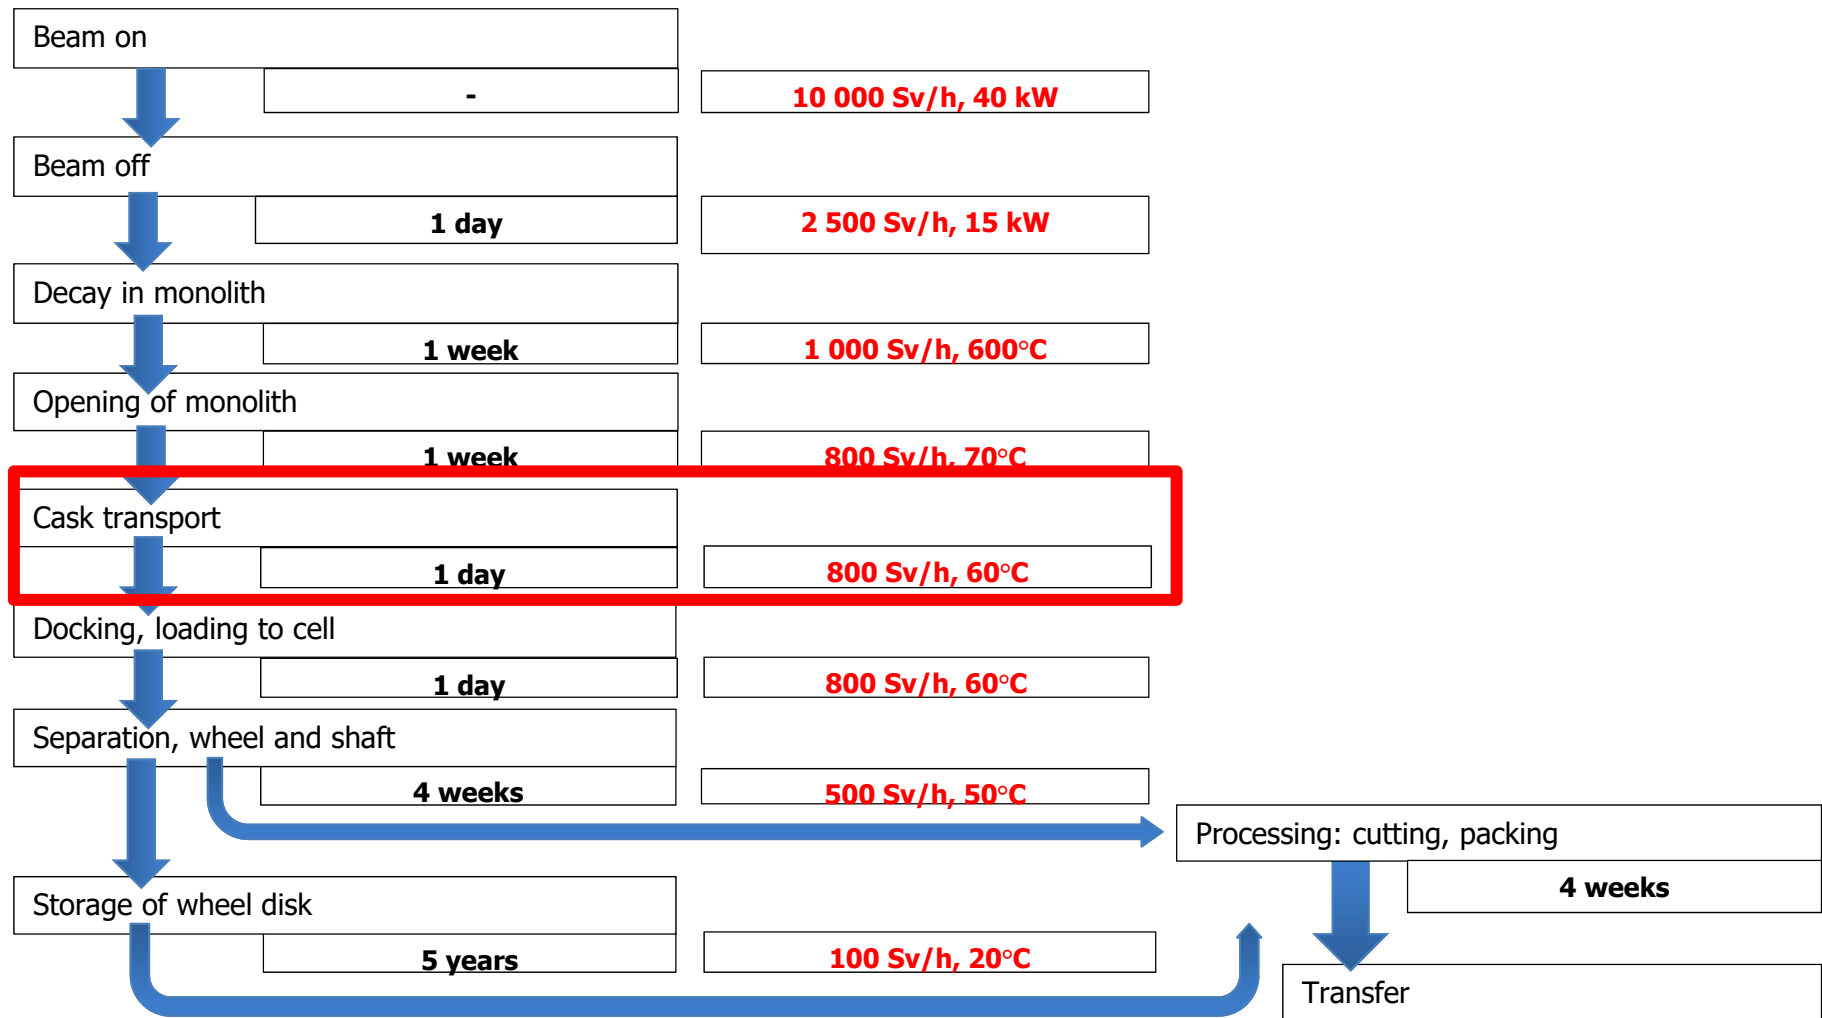 Beam on
-
10 000 Sv/h, 40 kW
Beam off
1 day
2 500 Sv/h, 15 kW
Decay in monolith
1 week
1 000 Sv/h, 600°C
Opening of monolith
1 week
800 Sv/h, 70°C
Cask transport
1 day
800 Sv/h, 60°C
Docking, loading to cell
1 day
800 Sv/h, 60°C
Separation, wheel and shaft
4 weeks
500 Sv/h, 50°C
Processing: cutting, packing
4 weeks
Storage of wheel disk
5 years
100 Sv/h, 20°C
Transfer